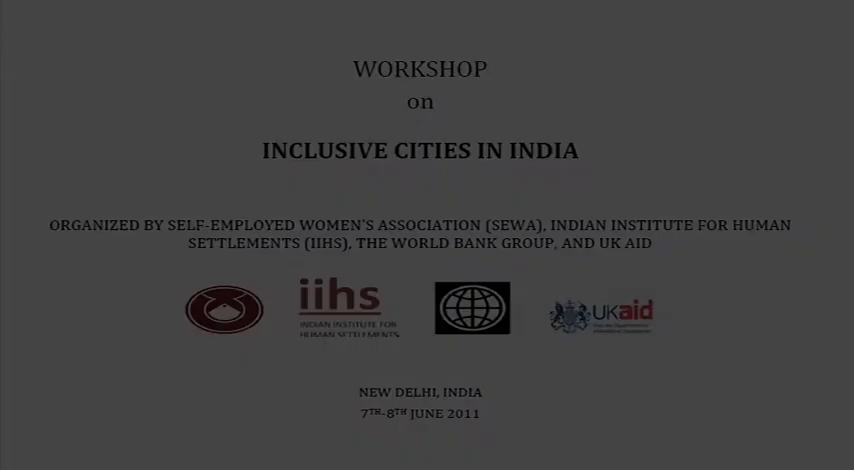 WORKSHOP
on
INCLUSIVE CITIES IN INDIA
ORGANIZED BY SELF-EMPLOYED WOMEN'S ASSOCIATION (SEWA), INDIAN INSTITUTE FOR HUMAN
SETTLEMENTS (IIHS), THE WORLD BANK GROUP, AND UK AID
iihs
INDIAN INSTITUTE FOR
HUMAN SETTLEMENTS
UKaid
NEW DELHI, INDIA
7TH-8TH JUNE 2011